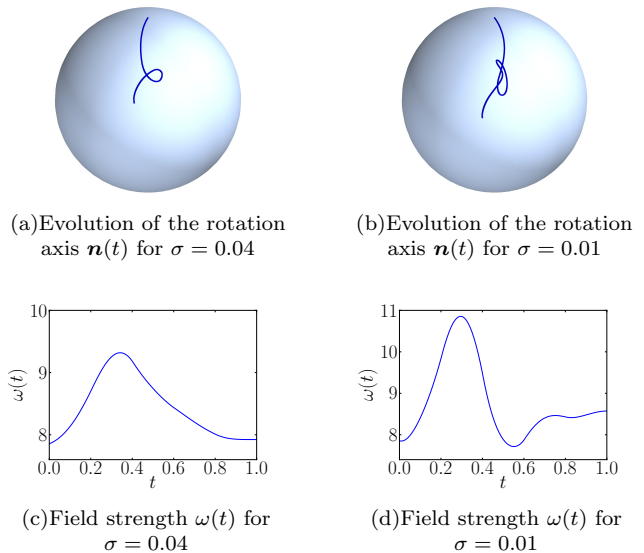 (a)Evolution of the rotation
axis n(t) for σ = 0.04
(b)Evolution of the rotation
axis n(t) for σ = 0.01
10
9
8
ω(t)
0.0 0.2 0.4 0.6 0.8 1.0
t
(c)Field strength ω(t) for
σ = 0.04
11
10
9
8
ω(t)
0.0 0.2 0.4 0.6 0.8 1.0
t
(d)Field strength ω(t) for
σ = 0.01